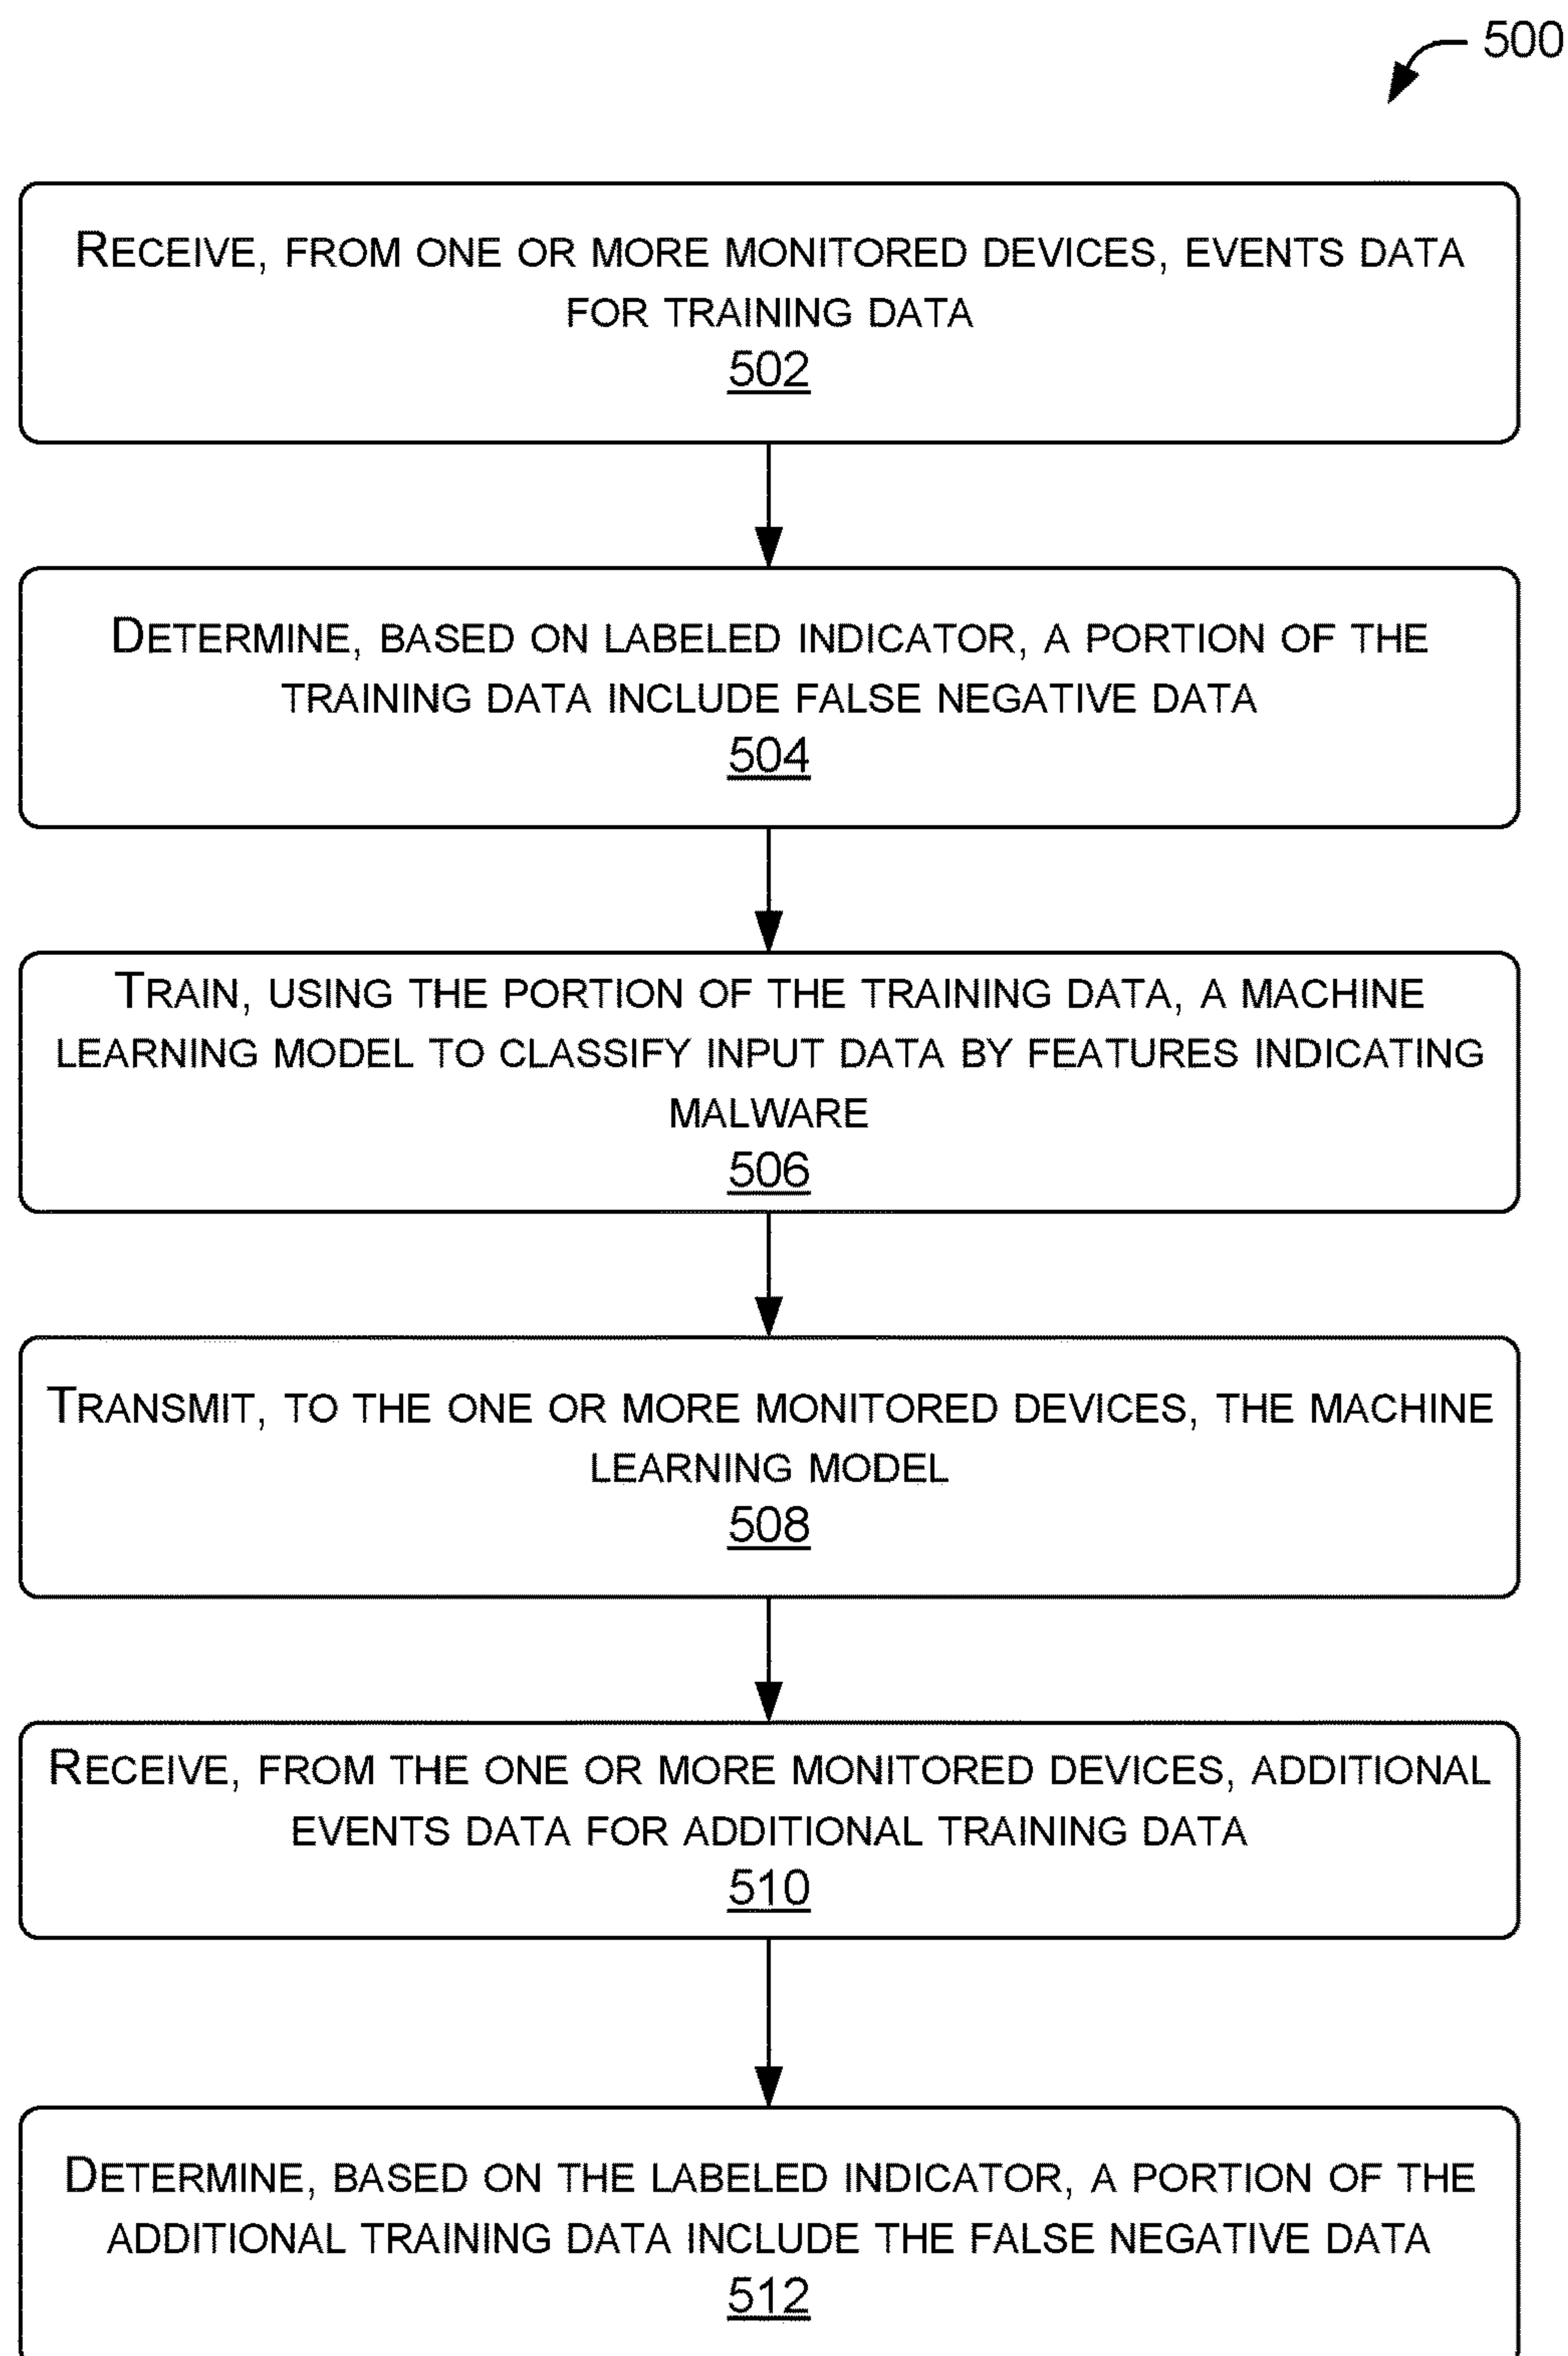 500
RECEIVE, FROM ONE OR MORE MONITORED DEVICES, EVENTS DATA
FOR TRAINING DATA
502
DETERMINE, BASED ON LABELED INDICATOR, A PORTION OF THE
TRAINING DATA INCLUDE FALSE NEGATIVE DATA
504
TRAIN, USING THE PORTION OF THE TRAINING DATA, A MACHINE
LEARNING MODEL TO CLASSIFY INPUT DATA BY FEATURES INDICATING
MALWARE
506
TRANSMIT, TO THE ONE OR MORE MONITORED DEVICES, THE MACHINE
LEARNING MODEL
508
RECEIVE, FROM THE ONE OR MORE MONITORED DEVICES, ADDITIONAL
EVENTS DATA FOR ADDITIONAL TRAINING DATA
510
DETERMINE, BASED ON THE LABELED INDICATOR, A PORTION OF THE
ADDITIONAL TRAINING DATA INCLUDE THE FALSE NEGATIVE DATA
512